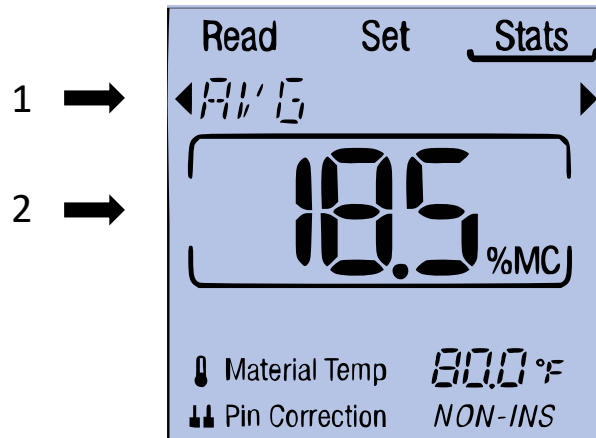 Read Set Stats
1 AVG
2 18.5 %MC
Material Temp 80.0 °F
Pin Correction NON-INS